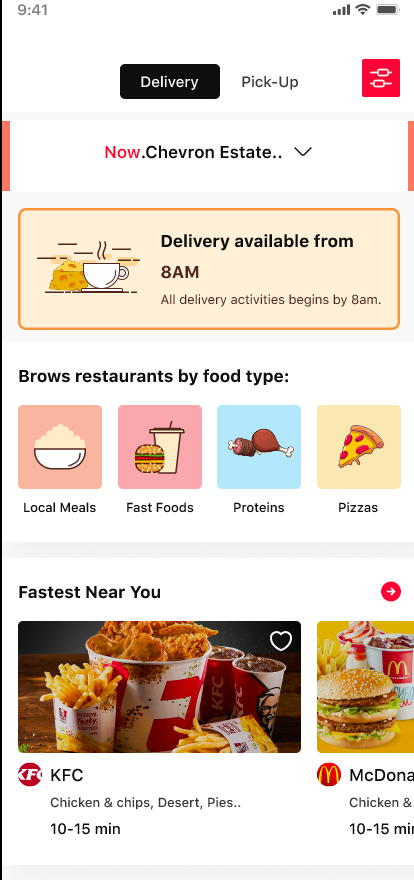 9:41
Delivery
Pick-Up
Now.Chevron Estate..
Delivery available from
8AM
All delivery activities begins by 8am.
Brows restaurants by food type:
Local Meals
Fast Foods
Proteins
Pizzas
Fastest Near You
KFC
KFC
KFC
KFC
Chicken & chips, Desert, Pies..
10-15 min
McDona
Chicken &
10-15 min